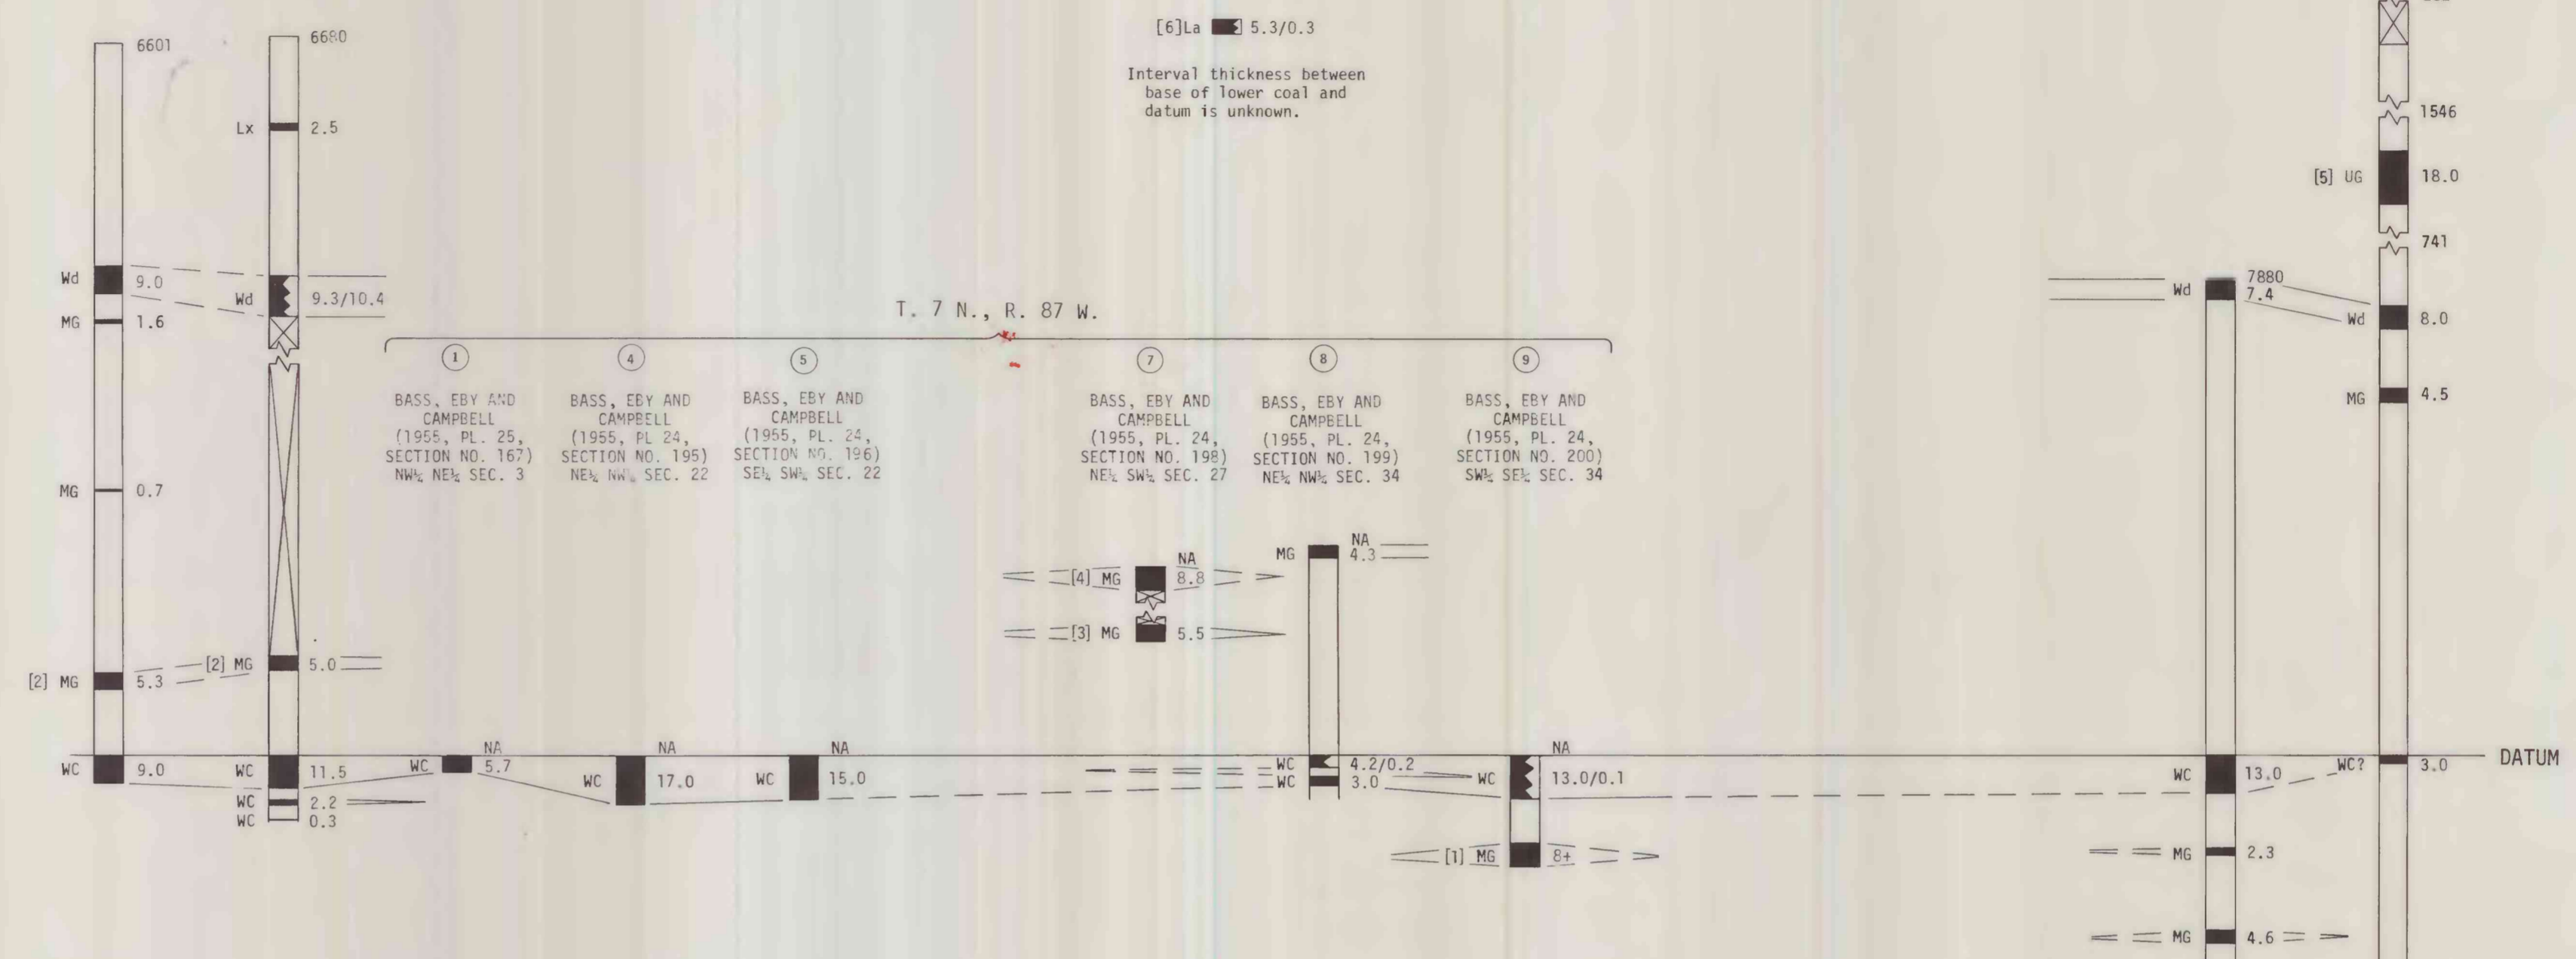 [6]La 5.3/0.3
Interval thickness between
base of lower coal and
datum is unknown.
6601
Wd 9.0
MG 1.6
MG 0.7
[2] MG 5.3
WC 9.0
6680
Lx 2.5
Wd 9.3/10.4
[2] MG 5.0
WC 11.5
WC 2.2
WC 0.3
T. 7 N., R. 87 W.
1
BASS, EBY AND
CAMPBELL
(1955, PL. 25,
SECTION NO. 167)
NW¼ NE¼ SEC. 3
NA
WC 5.7
4
BASS, EBY AND
CAMPBELL
(1955, PL 24,
SECTION NO. 195)
NE¼ NW¼ SEC. 22
NA
WC 17.0
5
BASS, EBY AND
CAMPBELL
(1955, PL. 24,
SECTION NO. 196)
SE¼ SW¼ SEC. 22
NA
WC 15.0
7
BASS, EBY AND
CAMPBELL
(1955, PL. 24,
SECTION NO. 198)
NE¼ SW¼ SEC. 27
NA
[4] MG 8.8
[3] MG 5.5
8
BASS, EBY AND
CAMPBELL
(1955, PL. 24,
SECTION NO. 199)
NE¼ NW¼ SEC. 34
NA
MG 4.3
WC 4.2/0.2
WC 3.0
9
BASS, EBY AND
CAMPBELL
(1955, PL. 24,
SECTION NO. 200)
SW¼ SE¼ SEC. 34
NA
WC 13.0/0.1
[1] MG 8+
7880
Wd 7.4
WC 13.0
MG 2.3
MG 4.6
1546
[5] UG 18.0
741
Wd 8.0
MG 4.5
WC? 3.0
DATUM